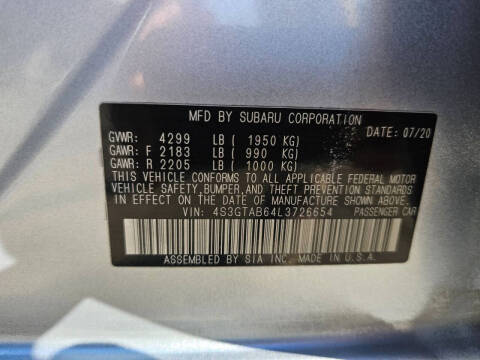 MFD BY SUBARU CORPORATION
DATE: 07/20
GVWR: 4299 LB ( 1950 KG)
GAWR: F 2183 LB ( 990 KG)
GAWR: R 2205 LB ( 1000 KG)
THIS VEHICLE CONFORMS TO ALL APPLICABLE FEDERAL MOTOR
VEHICLE SAFETY, BUMPER, AND THEFT PREVENTION
STANDARDS IN EFFECT ON THE DATE OF MANUFACTURE SHOWN ABOVE.
VIN: 4S3GTAB64L3726654 PASSENGER CAR
ASSEMBLED BY SIA INC. MADE IN U.S.A.